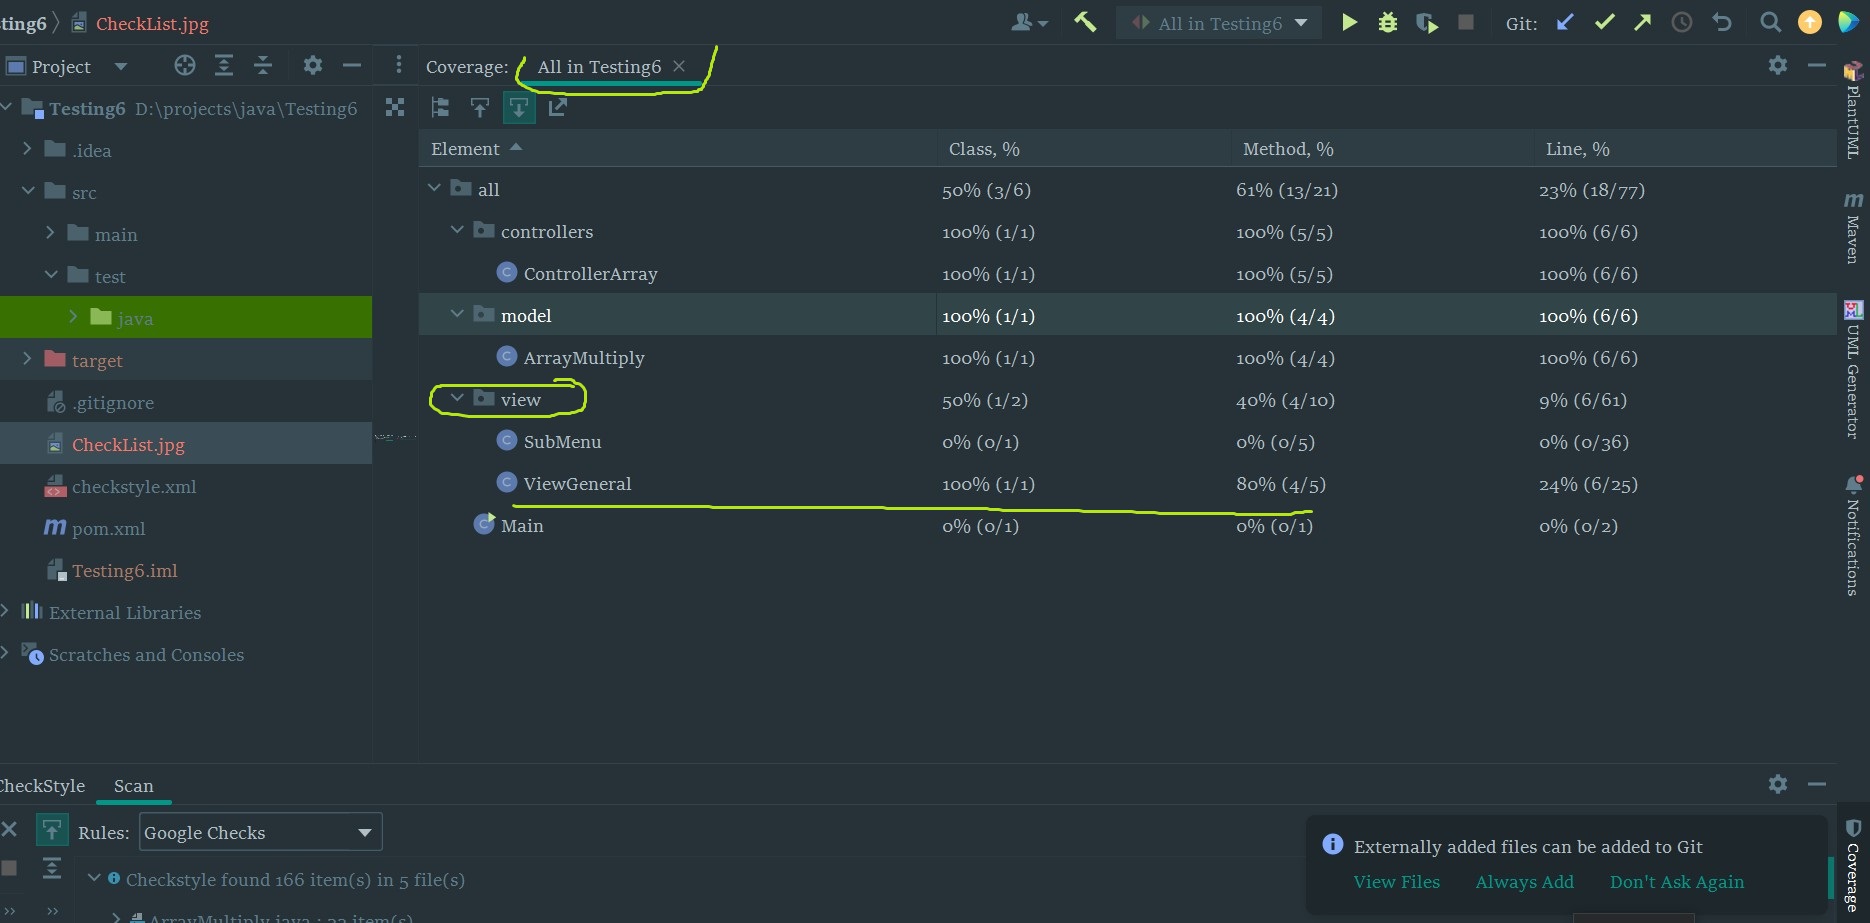 ting6 CheckList.jpg All in Testing6 Git:
Project Coverage: All in Testing6
Testing6 D:\projects\java\Testing6
.idea
src
main
test
java
target
.gitignore
CheckList.jpg
checkstyle.xml
pom.xml
Testing6.iml
External Libraries
Scratches and Consoles
Element Class, % Method, % Line, %
all 50% (3/6) 61% (13/21) 23% (18/77)
controllers 100% (1/1) 100% (5/5) 100% (6/6)
ControllerArray 100% (1/1) 100% (5/5) 100% (6/6)
model 100% (1/1) 100% (4/4) 100% (6/6)
ArrayMultiply 100% (1/1) 100% (4/4) 100% (6/6)
view 50% (1/2) 40% (4/10) 9% (6/61)
SubMenu 0% (0/1) 0% (0/5) 0% (0/36)
ViewGeneral 100% (1/1) 80% (4/5) 24% (6/25)
Main 0% (0/1) 0% (0/1) 0% (0/2)
PlantUML
m Maven
UML Generator
Notifications
Coverage
CheckStyle Scan
Rules: Google Checks
Checkstyle found 166 item(s) in 5 file(s)
ArrayMultiply.java : 33 item(s)
Externally added files can be added to Git
View Files Always Add Don't Ask Again